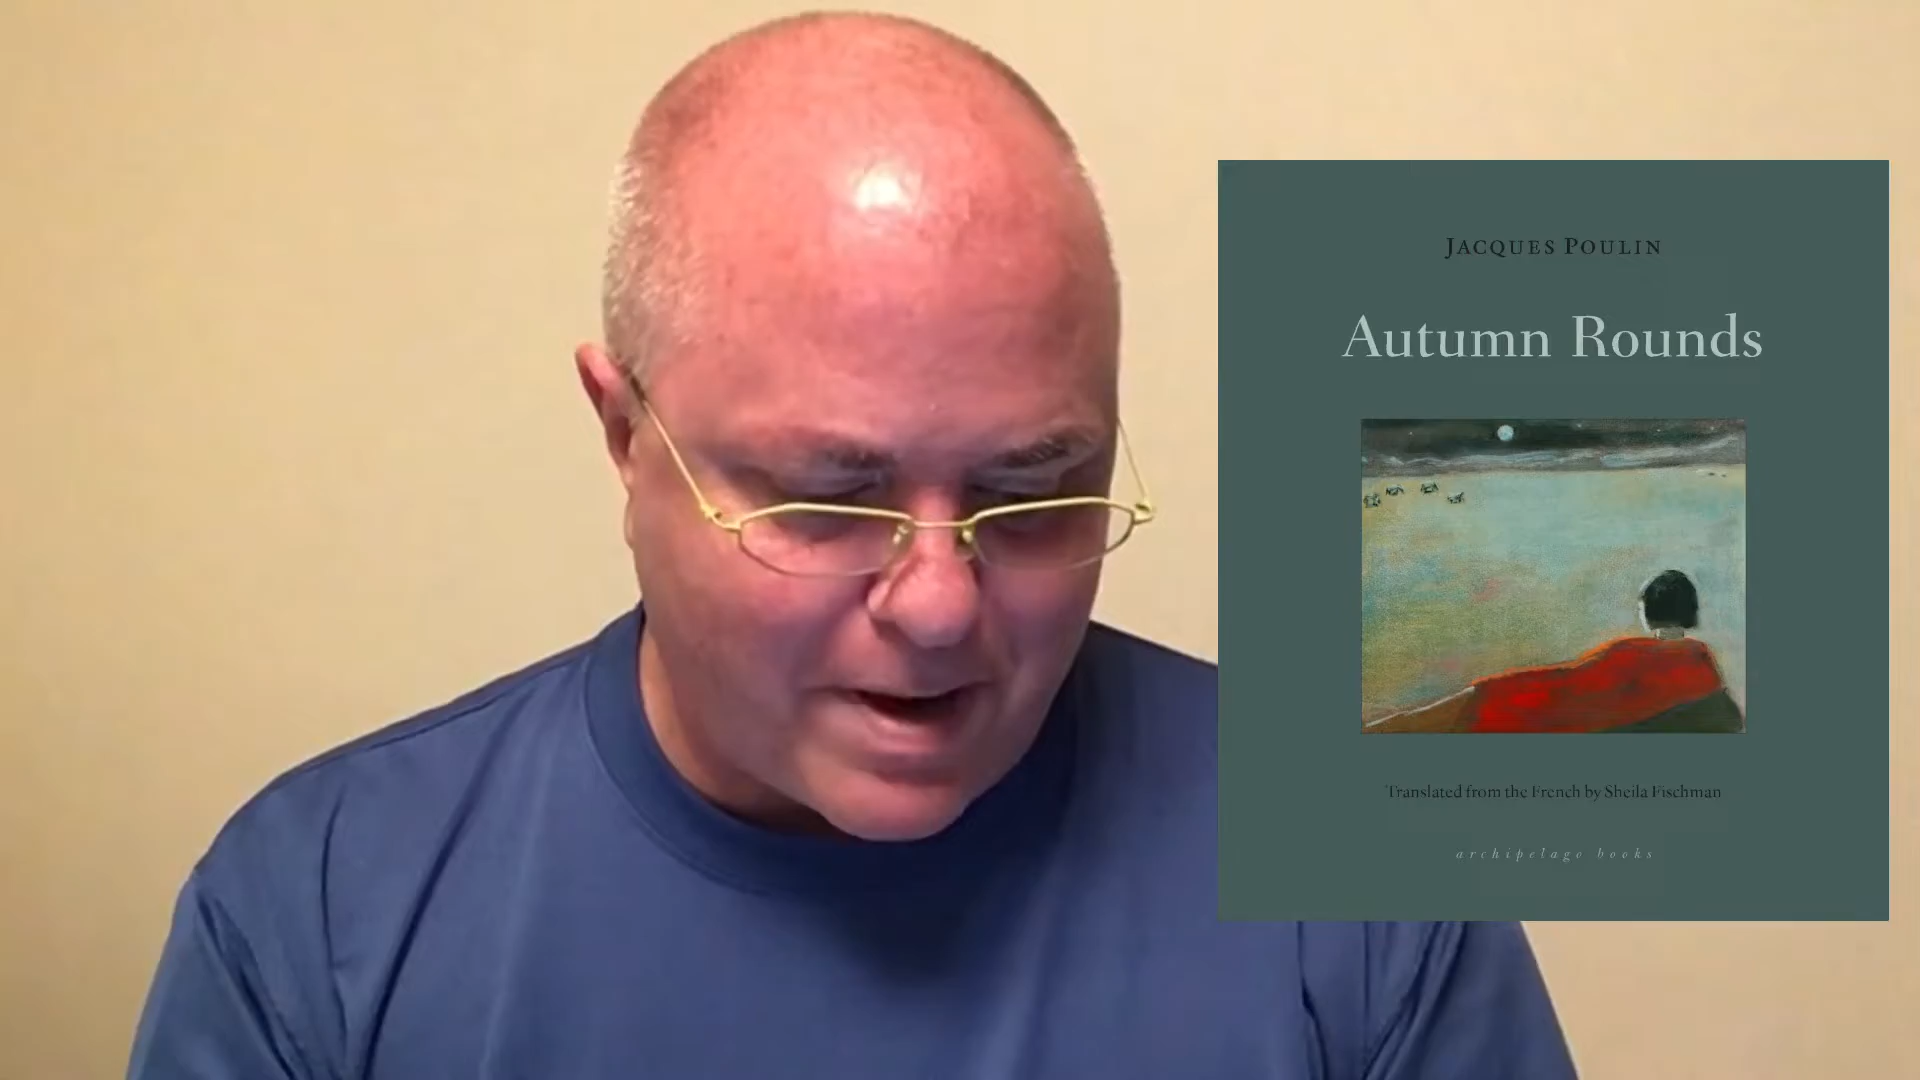 Jacques Poulin
Autumn Rounds
Translated from the French by Sheila Fischman
archipelago books